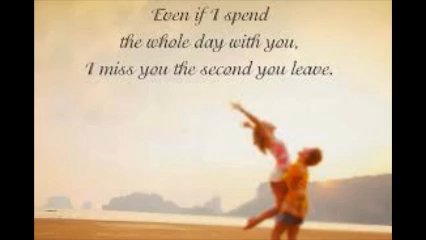 Even if I spend
the whole day with you,
I miss you the second you leave.